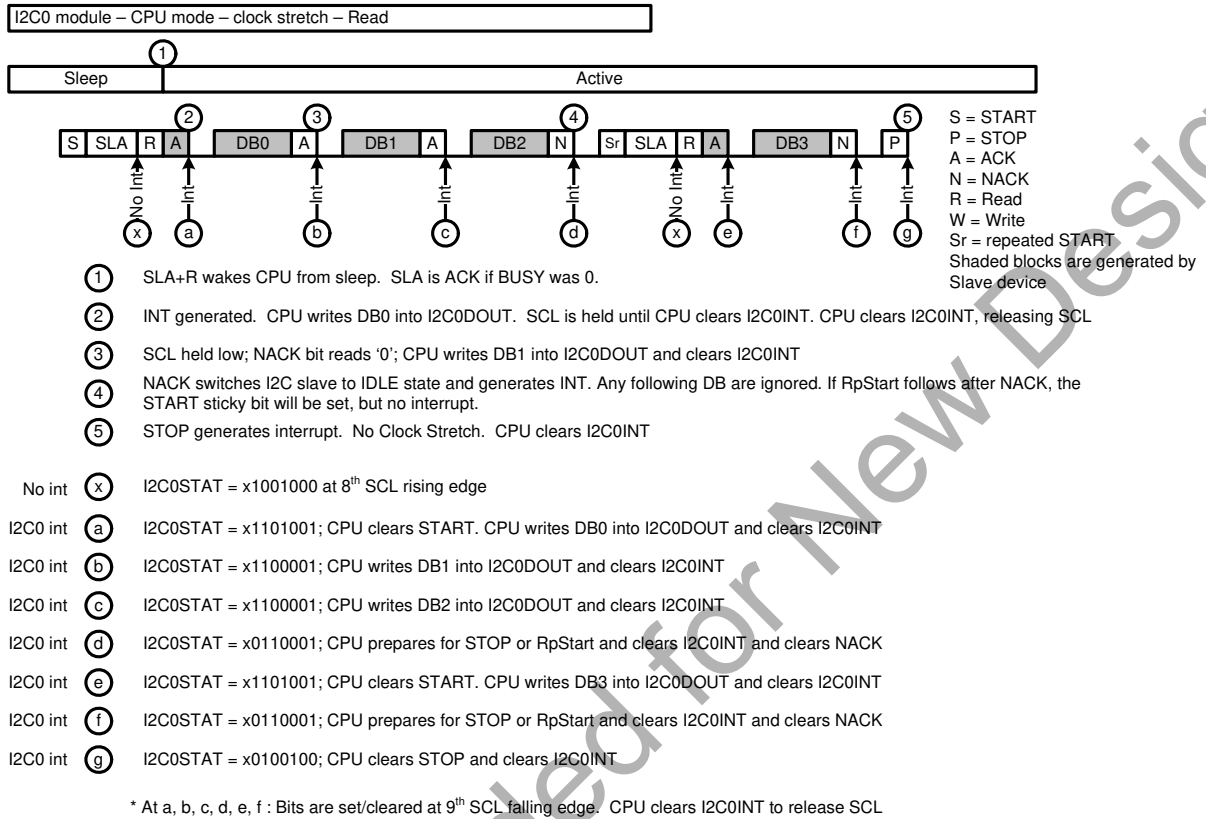 I2C0 module – CPU mode – clock stretch – Read
1
Sleep Active
2 3 4 5
S SLA R A DB0 A DB1 A DB2 N Sr SLA R A DB3 N P
No Int Int Int Int Int No Int Int Int Int
x a b c d x e f g
S = START
P = STOP
A = ACK
N = NACK
R = Read
W = Write
Sr = repeated START
Shaded blocks are generated by
Slave device
1 SLA+R wakes CPU from sleep. SLA is ACK if BUSY was 0.
2 INT generated. CPU writes DB0 into I2C0DOUT. SCL is held until CPU clears I2C0INT. CPU clears I2C0INT, releasing SCL
3 SCL held low; NACK bit reads ‘0’; CPU writes DB1 into I2C0DOUT and clears I2C0INT
4 NACK switches I2C slave to IDLE state and generates INT. Any following DB are ignored. If RpStart follows after NACK, the
START sticky bit will be set, but no interrupt.
5 STOP generates interrupt. No Clock Stretch. CPU clears I2C0INT
No int x I2C0STAT = x1001000 at 8th SCL rising edge
I2C0 int a I2C0STAT = x1101001; CPU clears START. CPU writes DB0 into I2C0DOUT and clears I2C0INT
I2C0 int b I2C0STAT = x1100001; CPU writes DB1 into I2C0DOUT and clears I2C0INT
I2C0 int c I2C0STAT = x1100001; CPU writes DB2 into I2C0DOUT and clears I2C0INT
I2C0 int d I2C0STAT = x0110001; CPU prepares for STOP or RpStart and clears I2C0INT and clears NACK
I2C0 int e I2C0STAT = x1101001; CPU clears START. CPU writes DB3 into I2C0DOUT and clears I2C0INT
I2C0 int f I2C0STAT = x0110001; CPU prepares for STOP or RpStart and clears I2C0INT and clears NACK
I2C0 int g I2C0STAT = x0100100; CPU clears STOP and clears I2C0INT
* At a, b, c, d, e, f : Bits are set/cleared at 9th SCL falling edge. CPU clears I2C0INT to release SCL
for New